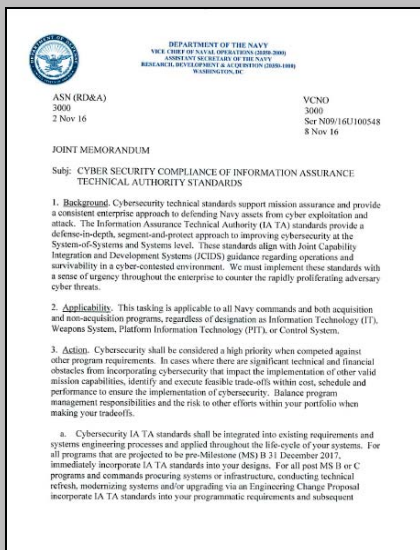 DEPARTMENT OF THE NAVY
VICE CHIEF OF NAVAL OPERATIONS (20350-2000)
ASSISTANT SECRETARY OF THE NAVY
RESEARCH, DEVELOPMENT & ACQUISITION (20350-1000)
WASHINGTON, DC
ASN (RD&A)
3000
2 Nov 16
VCNO
3000
Ser N09/16U100548
8 Nov 16
JOINT MEMORANDUM
Subj: CYBER SECURITY COMPLIANCE OF INFORMATION ASSURANCE
TECHNICAL AUTHORITY STANDARDS
1. Background. Cybersecurity technical standards support mission assurance and provide
a consistent enterprise approach to defending Navy assets from cyber exploitation and
attack. The Information Assurance Technical Authority (IA TA) standards provide a
defense-in-depth, segment-and-protect approach to improving cybersecurity at the
System-of-Systems and Systems level. These standards align with Joint Capability
Integration and Development Systems (JCIDS) guidance regarding operations and
survivability in a cyber-contested environment. We must implement these standards with
a sense of urgency throughout the enterprise to counter the rapidly proliferating adversary
cyber threats.
2. Applicability. This tasking is applicable to all Navy commands and both acquisition
and non-acquisition programs, regardless of designation as Information Technology (IT),
Weapons System, Platform Information Technology (PIT), or Control System.
3. Action. Cybersecurity shall be considered a high priority when competed against
other program requirements. In cases where there are significant technical and financial
obstacles from incorporating cybersecurity that impact the implementation of other valid
mission capabilities, identify and execute feasible trade-offs within cost, schedule and
performance to ensure the implementation of cybersecurity. Balance program
management responsibilities and the risk to other efforts within your portfolio when
making your tradeoffs.
a. Cybersecurity IA TA standards shall be integrated into existing requirements and
systems engineering processes and applied throughout the life-cycle of your systems. For
all programs that are projected to be pre-Milestone (MS) B 31 December 2017,
immediately incorporate IA TA standards into your designs. For all post MS B or C
programs and commands procuring systems or infrastructure, conducting technical
refresh, modernizing systems and/or upgrading via an Engineering Change Proposal
incorporate IA TA standards into your programmatic requirements and subsequent